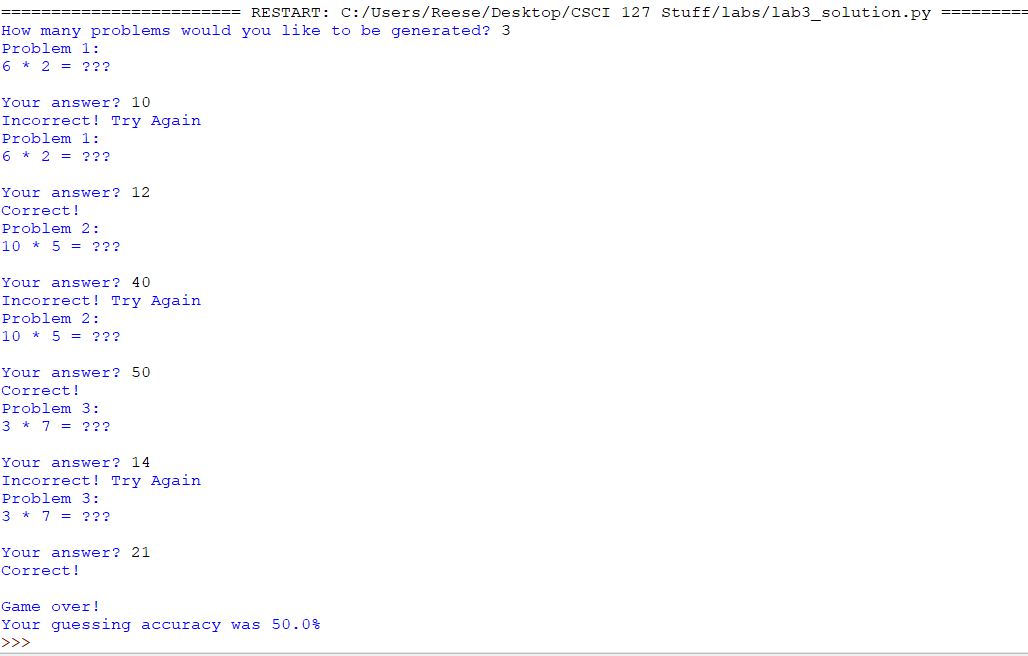 ======================== RESTART: C:/Users/Reese/Desktop/CSCI 127 Stuff/labs/lab3_solution.py =========
How many problems would you like to be generated? 3
Problem 1:
6 * 2 = ???

Your answer? 10
Incorrect! Try Again
Problem 1:
6 * 2 = ???

Your answer? 12
Correct!
Problem 2:
10 * 5 = ???

Your answer? 40
Incorrect! Try Again
Problem 2:
10 * 5 = ???

Your answer? 50
Correct!
Problem 3:
3 * 7 = ???

Your answer? 14
Incorrect! Try Again
Problem 3:
3 * 7 = ???

Your answer? 21
Correct!

Game over!
Your guessing accuracy was 50.0%
>>>